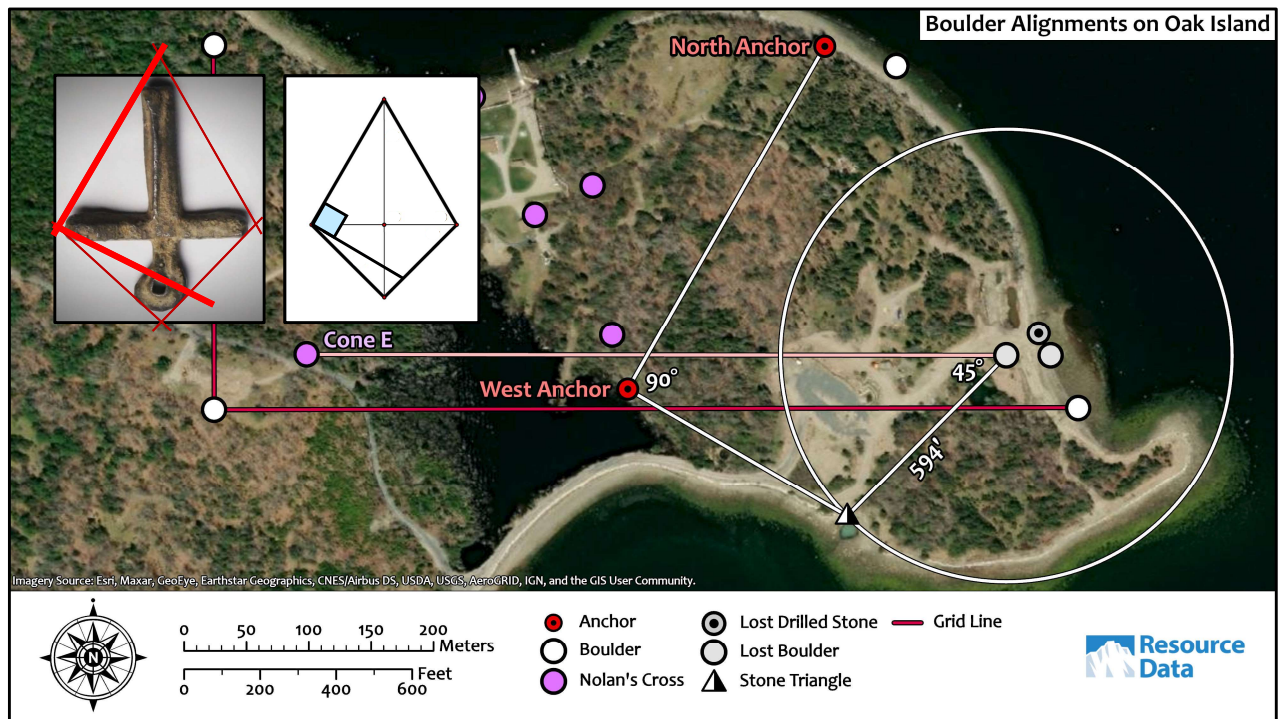 Boulder Alignments on Oak Island
North Anchor
Cone E
45°
West Anchor
90°
594'
Imagery Source: Esri, Maxar, GeoEye, Earthstar Geographics, CNES/Airbus DS, USDA, USGS, AeroGRID, IGN, and the GIS User Community.
N
0 50 100 150 200
Meters
Feet
0 200 400 600
Anchor
Boulder
Nolan's Cross
Lost Drilled Stone
Lost Boulder
Stone Triangle
Grid Line
Resource
Data